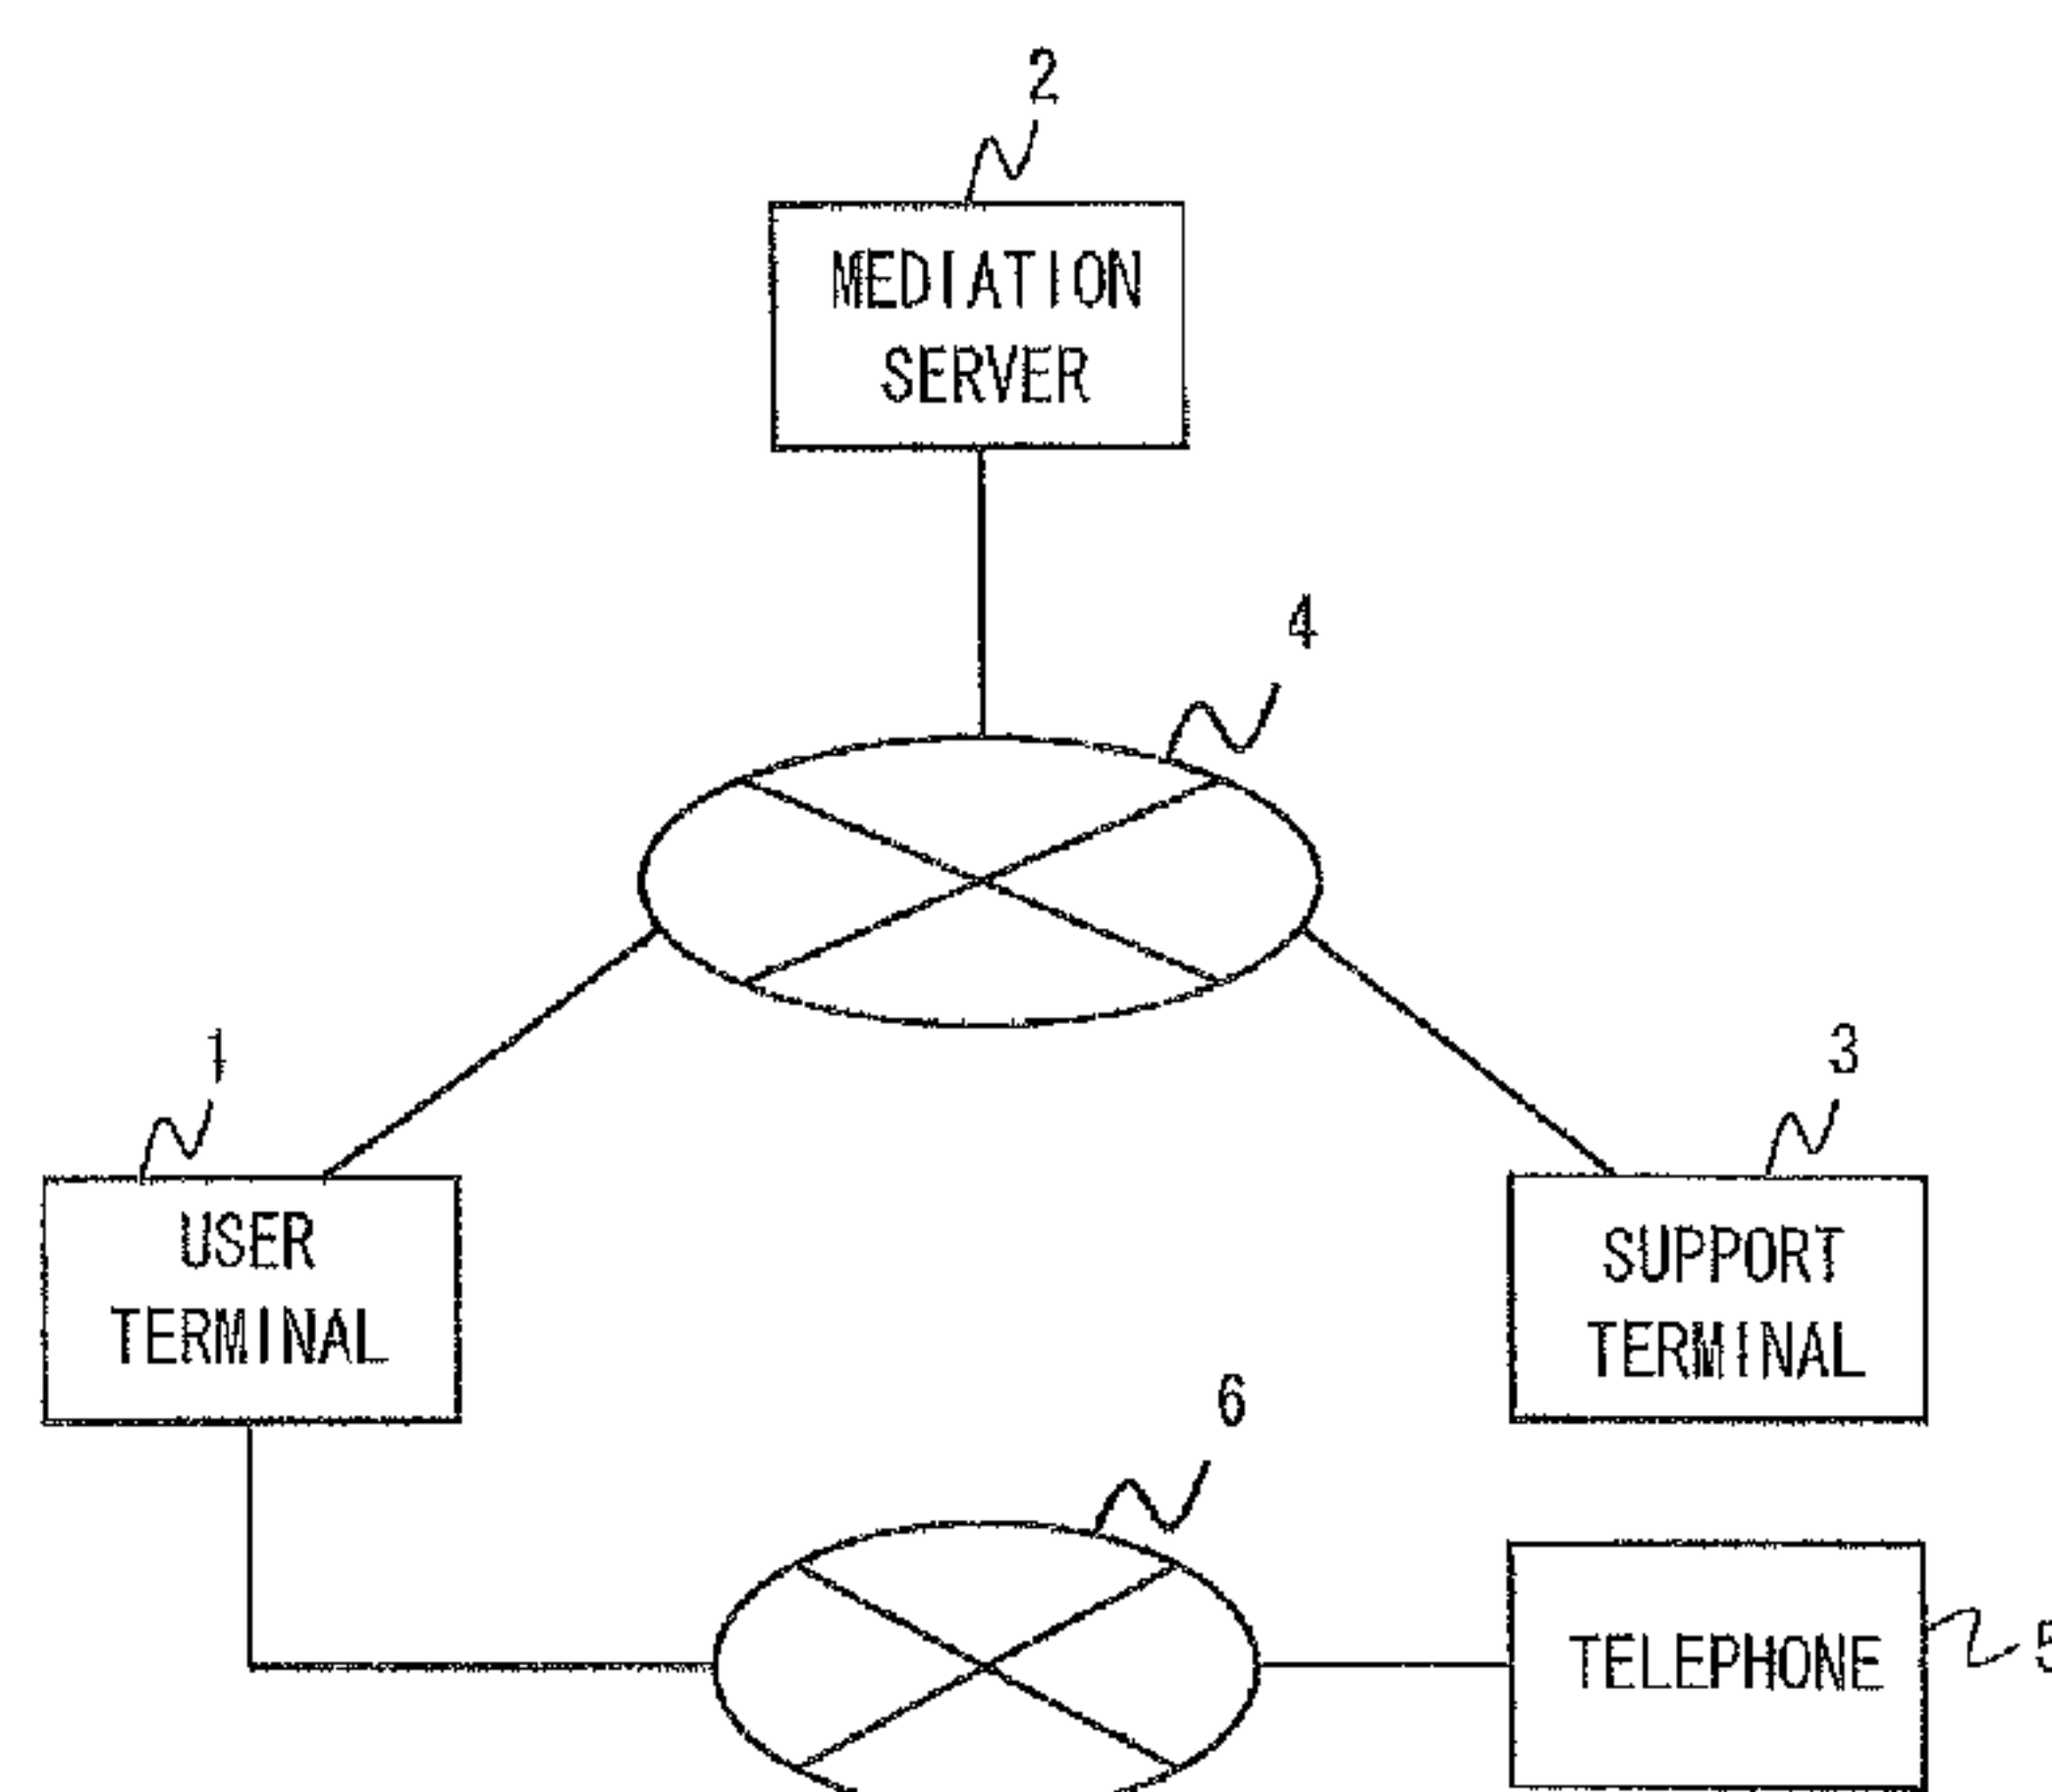 2
MEDIATION
SERVER
4
1
3
USER
TERMINAL
SUPPORT
TERMINAL
6
TELEPHONE
5